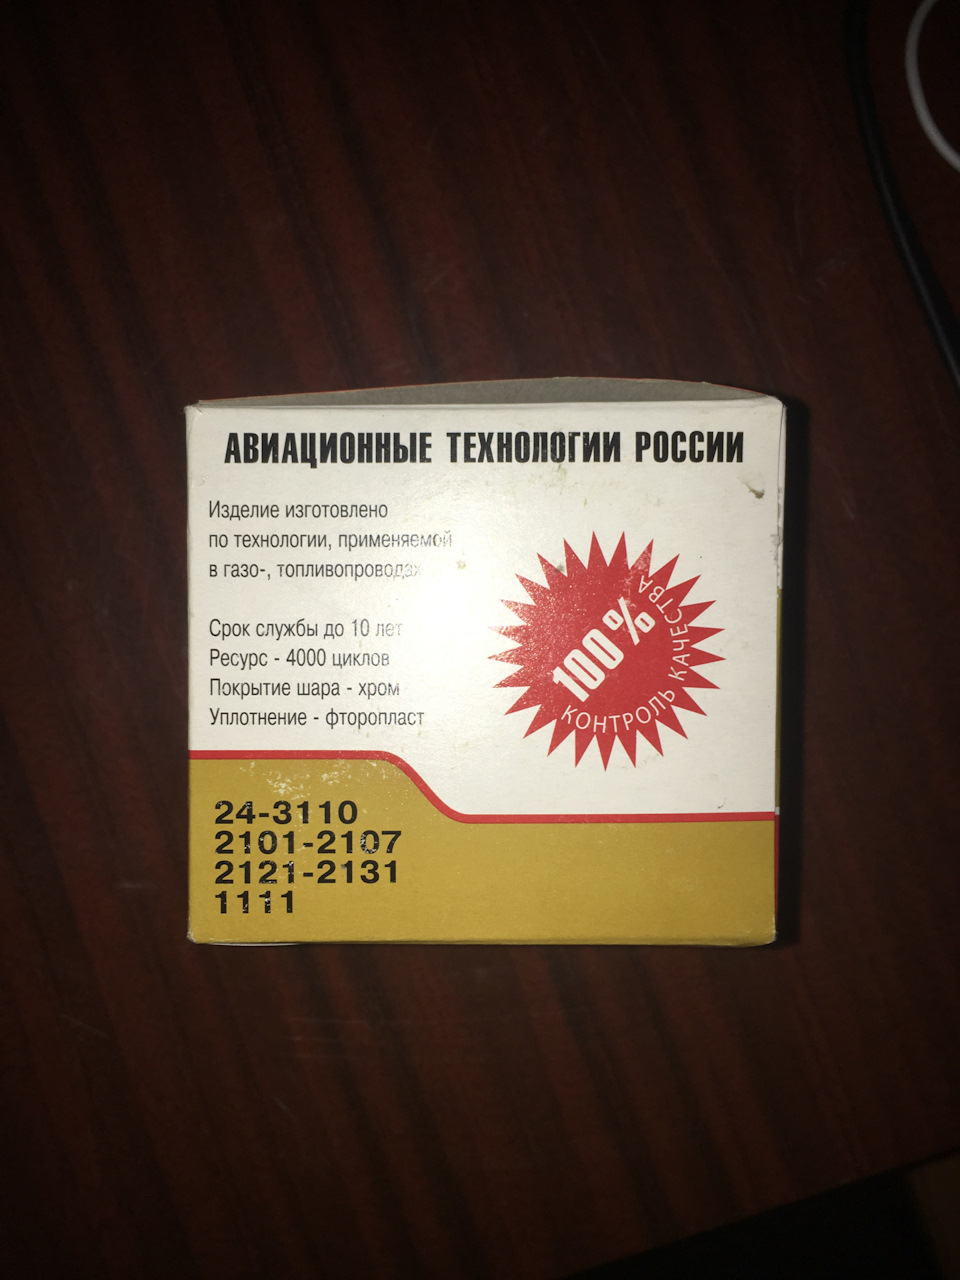 АВИАЦИОННЫЕ ТЕХНОЛОГИИ РОССИИ
Изделие изготовлено
по технологии, применяемой
в газо-, топливопроводах
Срок службы до 10 лет
Ресурс - 4000 циклов
Покрытие шара - хром
Уплотнение - фторопласт
100%
КОНТРОЛЬ КАЧЕСТВА
24-3110
2101-2107
2121-2131
1111